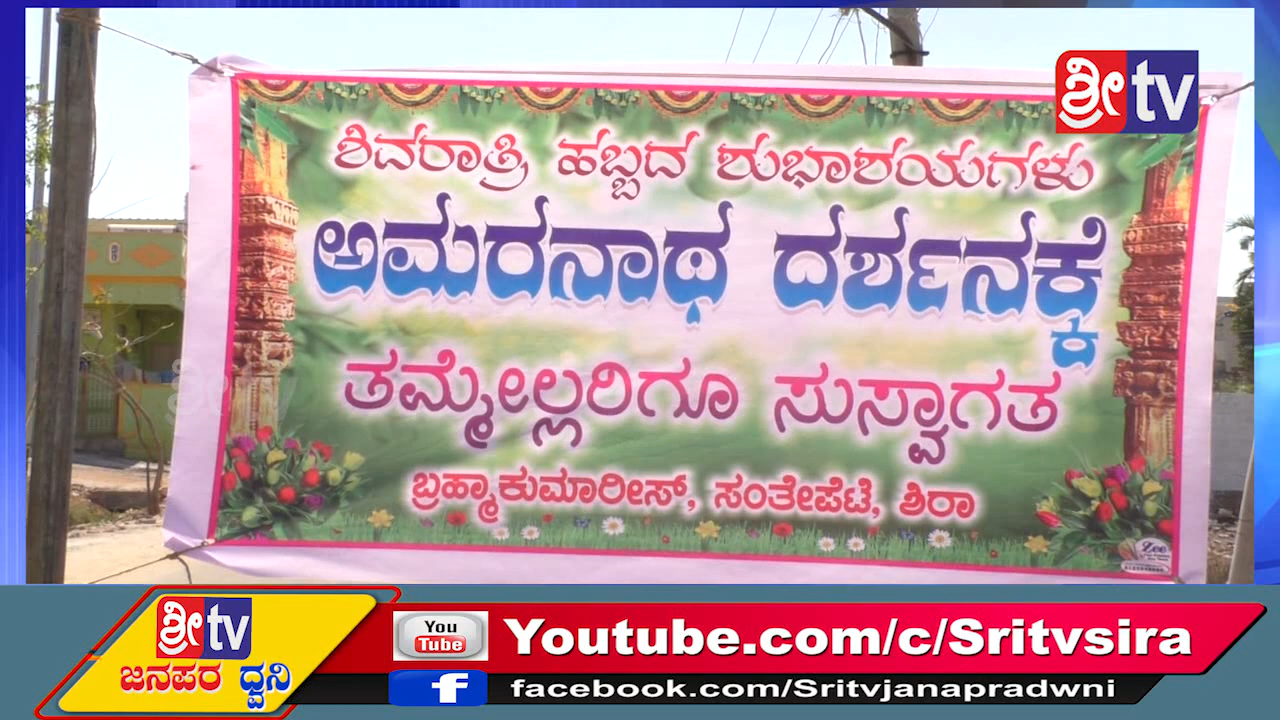 ಶ್ರೀtv
ಶಿವರಾತ್ರಿ ಹಬ್ಬದ ಶುಭಾಶಯಗಳು
ಅಮರನಾಥ ದರ್ಶನಕ್ಕೆ
ತಮ್ಮೇಲ್ಲರಿಗೂ ಸುಸ್ವಾಗತ
ಬ್ರಹ್ಮಾಕುಮಾರೀಸ್, ಸಂತೇಪೆಟೆ, ಶಿರಾ
Zee
ಶ್ರೀtv
ಜನಪರ ಧ್ವನಿ
You Tube
Youtube.com/c/Sritvsira
f facebook.com/Sritvjanapradwni